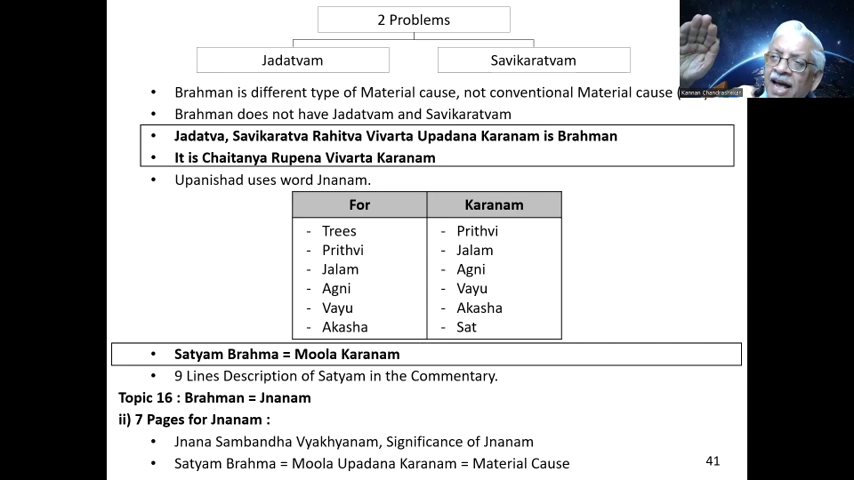 2 Problems
Jadatvam
Savikaratvam
Kannan Chandrasekar
• Brahman is different type of Material cause, not conventional Material cause
• Brahman does not have Jadatvam and Savikaratvam
• Jadatva, Savikaratva Rahitva Vivarta Upadana Karanam is Brahman
• It is Chaitanya Rupena Vivarta Karanam
• Upanishad uses word Jnanam.
For Karanam
- Trees - Prithvi
- Prithvi - Jalam
- Jalam - Agni
- Agni - Vayu
- Vayu - Akasha
- Akasha - Sat
• Satyam Brahma = Moola Karanam
• 9 Lines Description of Satyam in the Commentary.
Topic 16 : Brahman = Jnanam
ii) 7 Pages for Jnanam :
• Jnana Sambandha Vyakhyanam, Significance of Jnanam
• Satyam Brahma = Moola Upadana Karanam = Material Cause
41